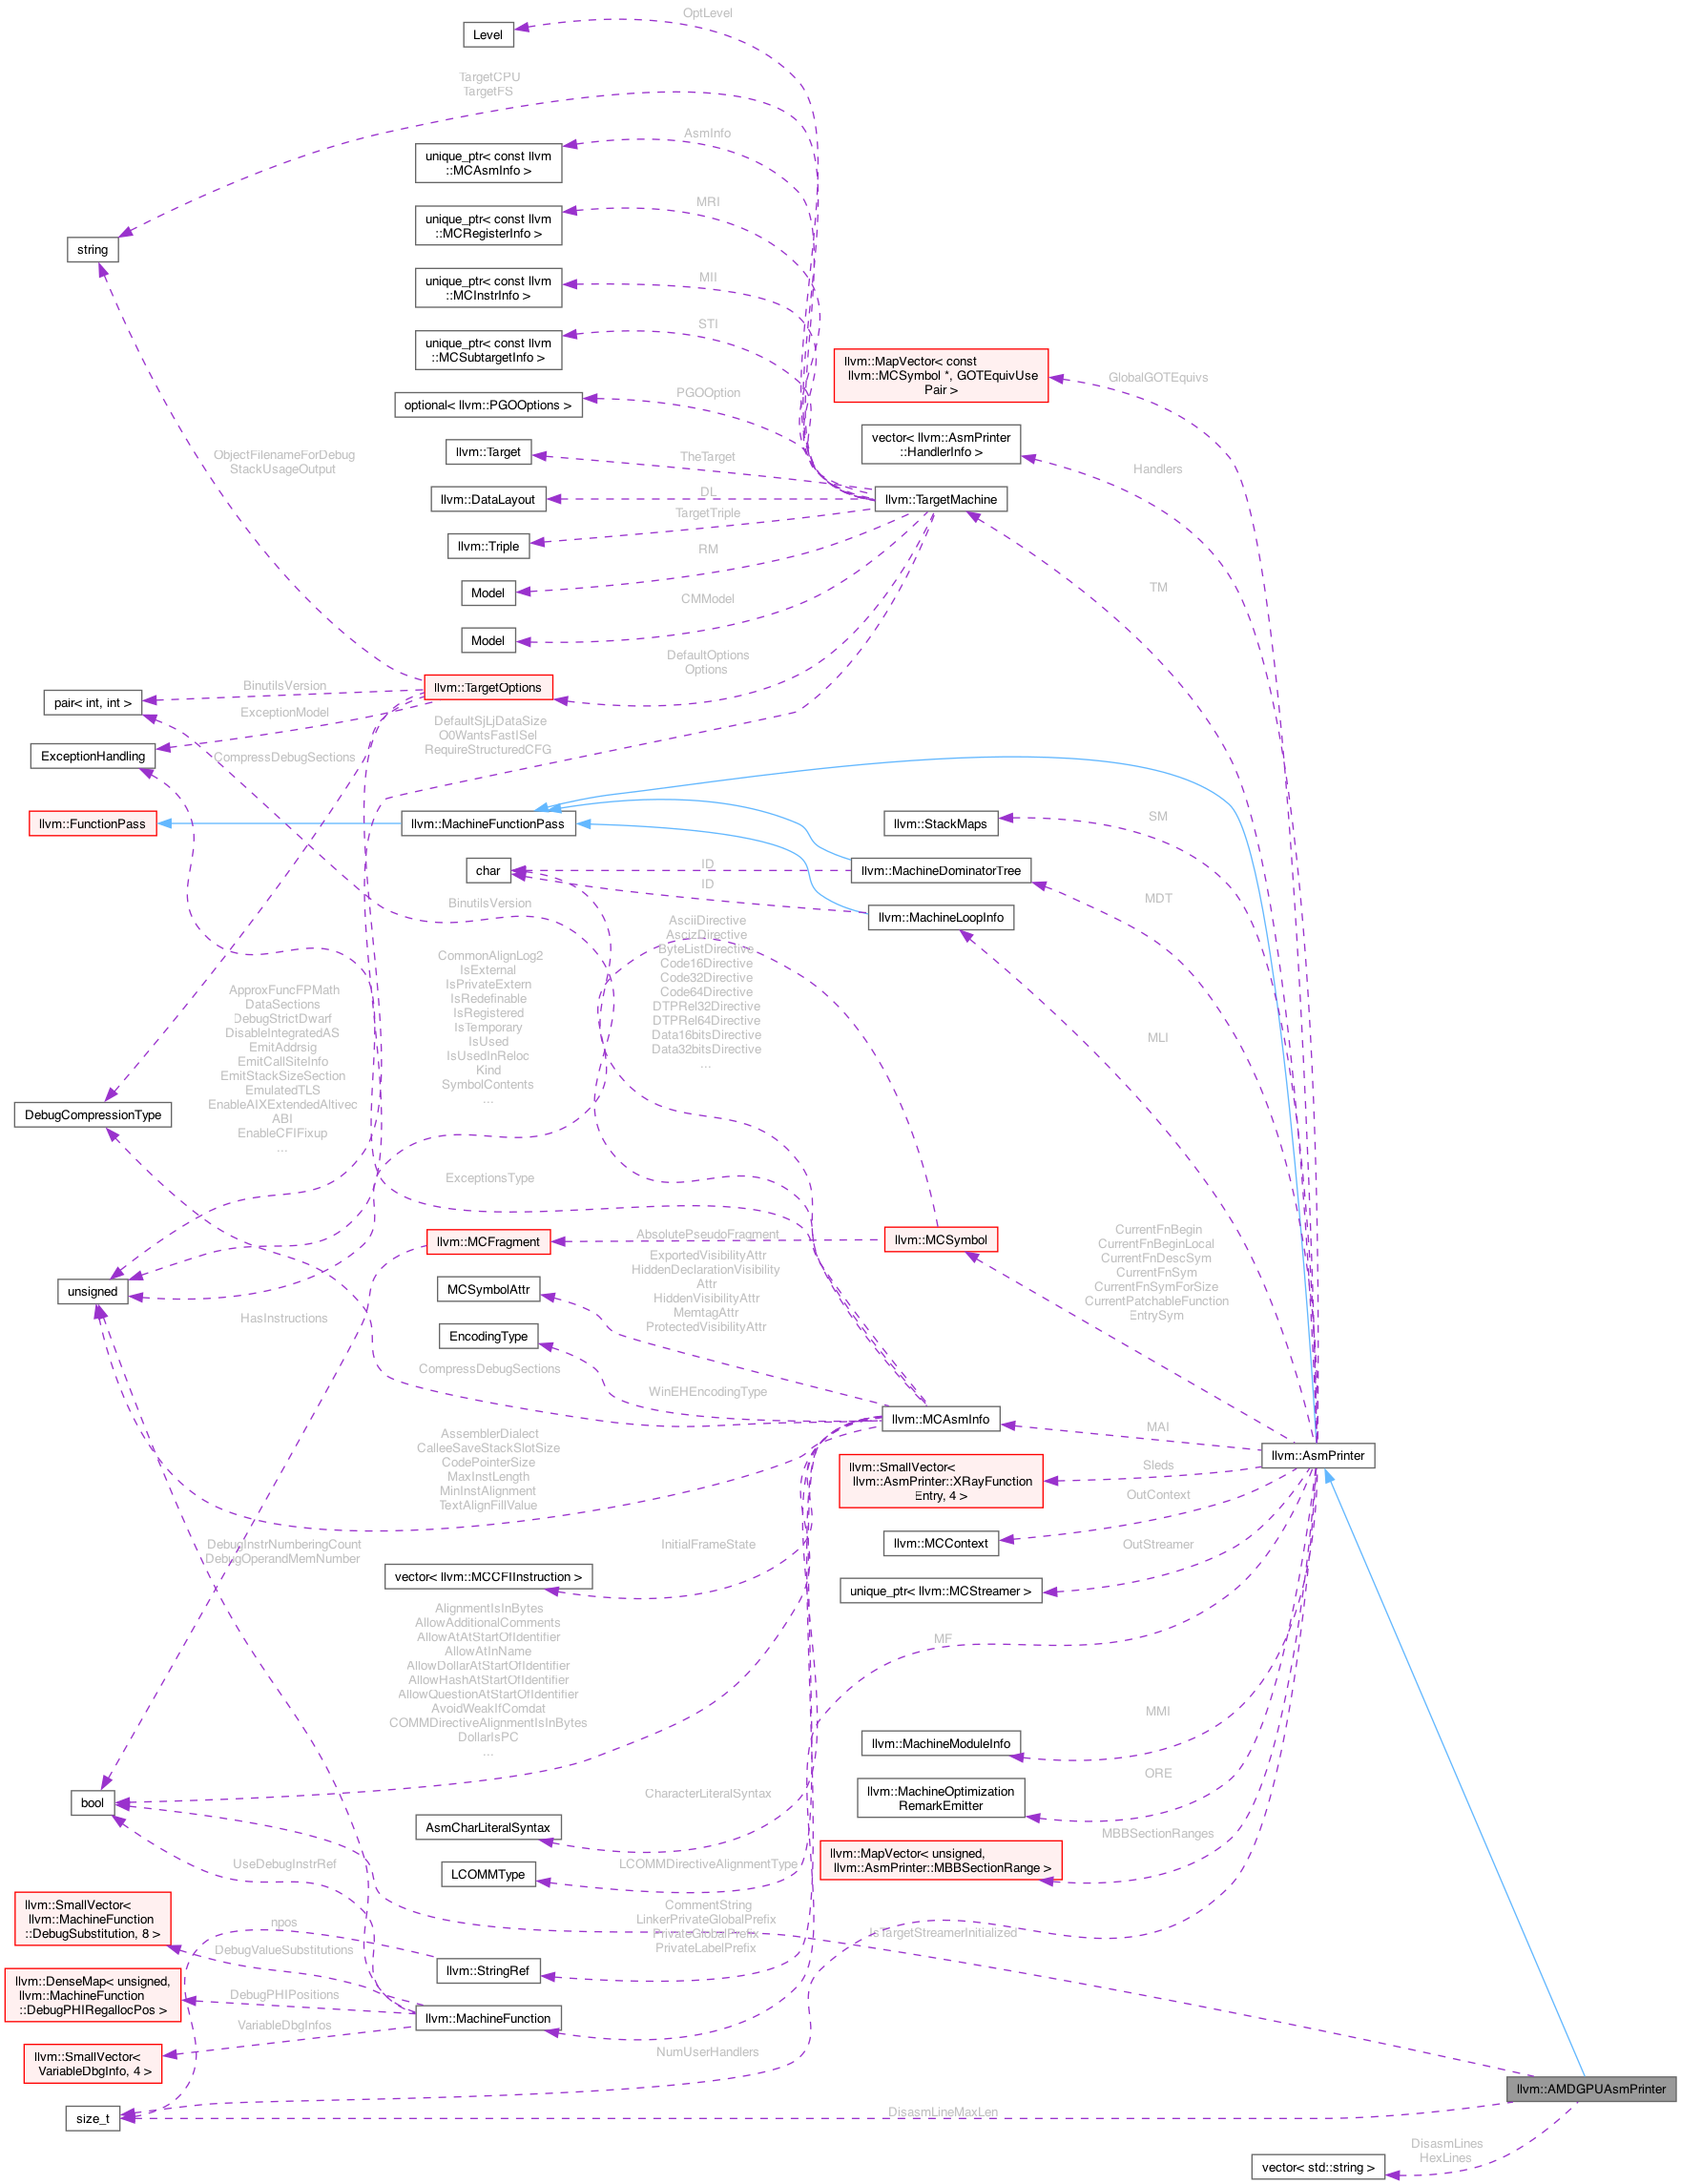 OptLevel
Level
TargetCPU
TargetFS
AsmInfo
unique_ptr< const llvm
::MCAsmInfo >
MRI
unique_ptr< const llvm
::MCRegisterInfo >
string
MII
unique_ptr< const llvm
::MCInstrInfo >
STI
unique_ptr< const llvm
::MCSubtargetInfo >
llvm::MapVector< const
llvm::MCSymbol *, GOTEquivUse
Pair >
GlobalGOTEquivs
PGOOption
optional< llvm::PGOOptions >
vector< llvm::AsmPrinter
::HandlerInfo >
Handlers
ObjectFilenameForDebug
StackUsageOutput
llvm::Target
TheTarget
llvm::DataLayout
DL
llvm::TargetMachine
TargetTriple
llvm::Triple
RM
Model
TM
CMModel
Model
DefaultOptions
Options
BinutilsVersion
llvm::TargetOptions
pair< int, int >
ExceptionModel
DefaultSjLjDataSize
O0WantsFastISel
RequireStructuredCFG
ExceptionHandling
CompressDebugSections
llvm::FunctionPass
llvm::MachineFunctionPass
llvm::StackMaps
SM
char
ID
llvm::MachineDominatorTree
ID
llvm::MachineLoopInfo
MDT
BinutilsVersion
AsciiDirective
AscizDirective
ByteListDirective
Code16Directive
Code32Directive
Code64Directive
DTPRel32Directive
DTPRel64Directive
Data16bitsDirective
Data32bitsDirective
...
CommonAlignLog2
IsExternal
IsPrivateExtern
IsRedefinable
IsRegistered
IsTemporary
IsUsed
IsUsedInReloc
Kind
SymbolContents
...
MLI
ApproxFuncFPMath
DataSections
DebugStrictDwarf
DisableIntegratedAS
EmitAddrsig
EmitCallSiteInfo
EmitStackSizeSection
EmulatedTLS
EnableAIXExtendedAltivec
ABI
EnableCFIFixup
...
DebugCompressionType
ExceptionsType
llvm::MCFragment
AbsolutePseudoFragment
llvm::MCSymbol
CurrentFnBegin
CurrentFnBeginLocal
CurrentFnDescSym
CurrentFnSym
CurrentFnSymForSize
CurrentPatchableFunction
EntrySym
ExportedVisibilityAttr
HiddenDeclarationVisibility
Attr
HiddenVisibilityAttr
MemtagAttr
ProtectedVisibilityAttr
MCSymbolAttr
unsigned
HasInstructions
EncodingType
CompressDebugSections
WinEHEncodingType
llvm::MCAsmInfo
MAI
llvm::AsmPrinter
AssemblerDialect
CalleeSaveStackSlotSize
CodePointerSize
MaxInstLength
MinInstAlignment
TextAlignFillValue
llvm::SmallVector<
llvm::AsmPrinter::XRayFunction
Entry, 4 >
Sleds
OutContext
llvm::MCContext
DebugInstrNumberingCount
DebugOperandMemNumber
InitialFrameState
OutStreamer
vector< llvm::MCCFIInstruction >
unique_ptr< llvm::MCStreamer >
AlignmentIsInBytes
AllowAdditionalComments
AllowAtAtStartOfIdentifier
AllowAtInName
AllowDollarAtStartOfIdentifier
AllowHashAtStartOfIdentifier
AllowQuestionAtStartOfIdentifier
AvoidWeakIfComdat
COMMDirectiveAlignmentIsInBytes
DollarIsPC
...
MF
MMI
llvm::MachineModuleInfo
ORE
llvm::MachineOptimization
RemarkEmitter
bool
CharacterLiteralSyntax
AsmCharLiteralSyntax
MBBSectionRanges
llvm::MapVector< unsigned,
llvm::AsmPrinter::MBBSectionRange >
UseDebugInstrRef
LCOMMType
LCOMMDirectiveAlignmentType
llvm::SmallVector<
llvm::MachineFunction
::DebugSubstitution, 8 >
npos
CommentString
LinkerPrivateGlobalPrefix
PrivateGlobalPrefix
PrivateLabelPrefix
IsTargetStreamerInitialized
DebugValueSubstitutions
llvm::StringRef
llvm::DenseMap< unsigned,
llvm::MachineFunction
::DebugPHIRegallocPos >
DebugPHIPositions
llvm::MachineFunction
VariableDbgInfos
llvm::SmallVector<
VariableDbgInfo, 4 >
NumUserHandlers
llvm::AMDGPUAsmPrinter
size_t
DisasmLineMaxLen
DisasmLines
HexLines
vector< std::string >